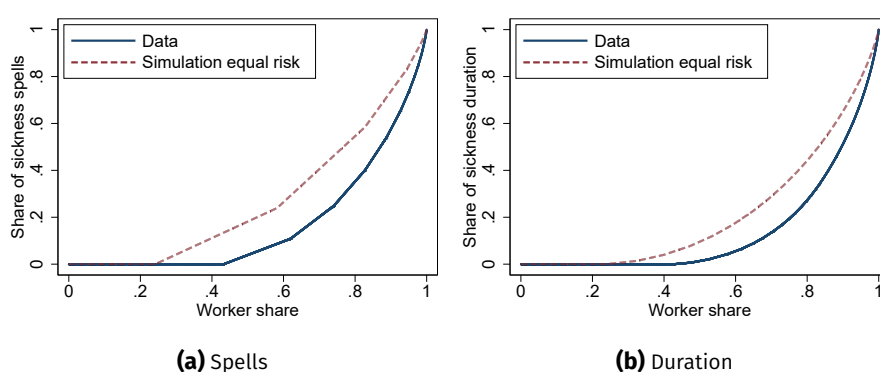 Data
Simulation equal risk
Share of sickness spells
0 .2 .4 .6 .8 1
0 .2 .4 .6 .8 1
Worker share
(a) Spells
Data
Simulation equal risk
Share of sickness duration
0 .2 .4 .6 .8 1
0 .2 .4 .6 .8 1
Worker share
(b) Duration